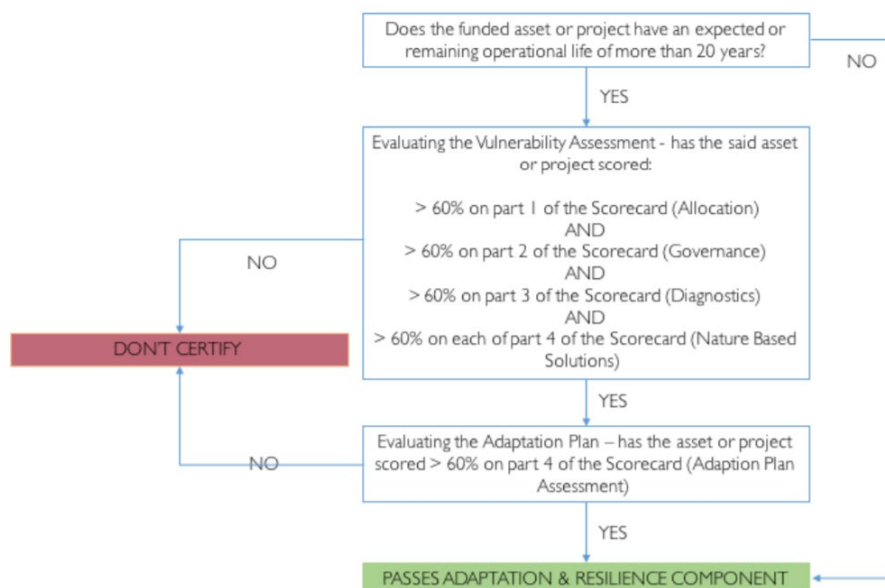 Does the funded asset or project have an expected or
remaining operational life of more than 20 years?
NO
YES
Evaluating the Vulnerability Assessment - has the said asset
or project scored:
> 60% on part 1 of the Scorecard (Allocation)
AND
> 60% on part 2 of the Scorecard (Governance)
AND
> 60% on part 3 of the Scorecard (Diagnostics)
AND
> 60% on each of part 4 of the Scorecard (Nature Based
Solutions)
NO
DON'T CERTIFY
YES
Evaluating the Adaptation Plan – has the asset or project
scored > 60% on part 4 of the Scorecard (Adaption Plan
Assessment)
NO
YES
PASSES ADAPTATION & RESILIENCE COMPONENT